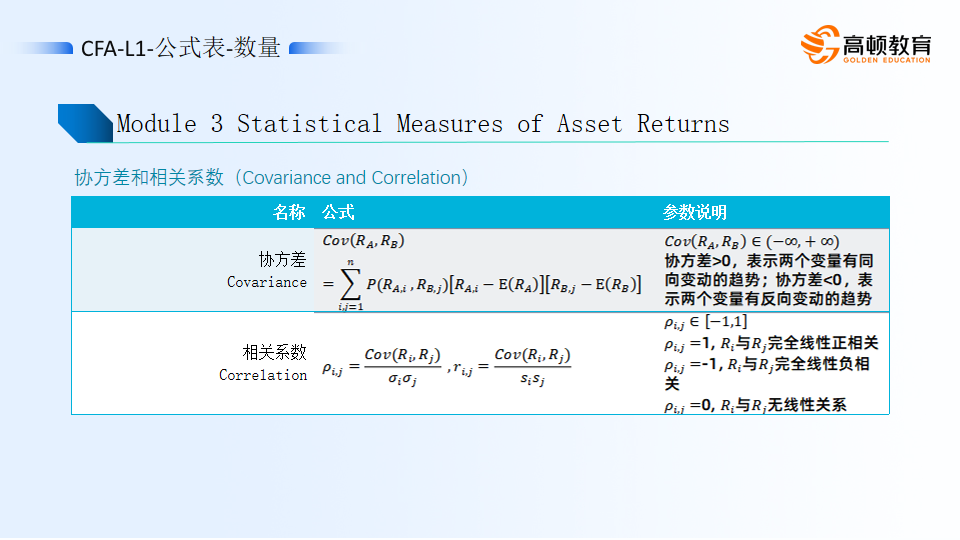 CFA-L1-公式表-数量
高顿教育
GOLDEN EDUCATION
Module 3 Statistical Measures of Asset Returns
协方差和相关系数（Covariance and Correlation）
名称 公式 参数说明
协方差
Covariance
Cov(R_A, R_B)
= ∑_{i,j=1}^{n} P(R_{A,i} , R_{B,j})[R_{A,i} − E(R_A)][R_{B,j} − E(R_B)]
Cov(R_A, R_B) ∈ (−∞, + ∞)
协方差>0，表示两个变量有同
向变动的趋势；协方差<0，表
示两个变量有反向变动的趋势
相关系数
Correlation
ρ_{i,j} = Cov(R_i, R_j) / σ_iσ_j , r_{i,j} = Cov(R_i, R_j) / s_is_j
ρ_{i,j} ∈ [−1,1]
ρ_{i,j} =1, R_i与R_j完全线性正相关
ρ_{i,j} =-1, R_i与R_j完全线性负相
关
ρ_{i,j} =0, R_i与R_j无线性关系